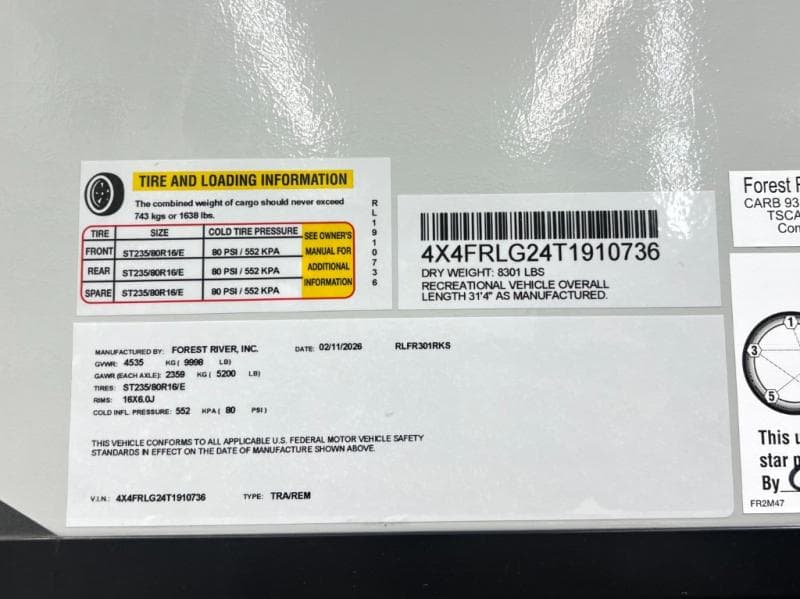 TIRE AND LOADING INFORMATION
The combined weight of cargo should never exceed
743 kgs or 1638 lbs.
TIRE SIZE COLD TIRE PRESSURE
FRONT ST235/80R16/E 80 PSI / 552 KPA
REAR ST235/80R16/E 80 PSI / 552 KPA
SPARE ST235/80R16/E 80 PSI / 552 KPA
SEE OWNER'S
MANUAL FOR
ADDITIONAL
INFORMATION
RL1910736
4X4FRLG24T1910736
DRY WEIGHT: 8301 LBS
RECREATIONAL VEHICLE OVERALL
LENGTH 31'4" AS MANUFACTURED.
MANUFACTURED BY: FOREST RIVER, INC. DATE: 02/11/2026 RLFR301RKS
GVWR: 4535 KG ( 9998 LB)
GAWR (EACH AXLE): 2359 KG ( 5200 LB)
TIRES: ST235/80R16/E
RIMS: 16X6.0J
COLD INFL. PRESSURE: 552 KPA ( 80 PSI )
THIS VEHICLE CONFORMS TO ALL APPLICABLE U.S. FEDERAL MOTOR VEHICLE SAFETY
STANDARDS IN EFFECT ON THE DATE OF MANUFACTURE SHOWN ABOVE.
V.I.N.: 4X4FRLG24T1910736 TYPE: TRA/REM
Forest
CARB 93
TSCA
Com
1
3
5
This
star
By
FR2M47